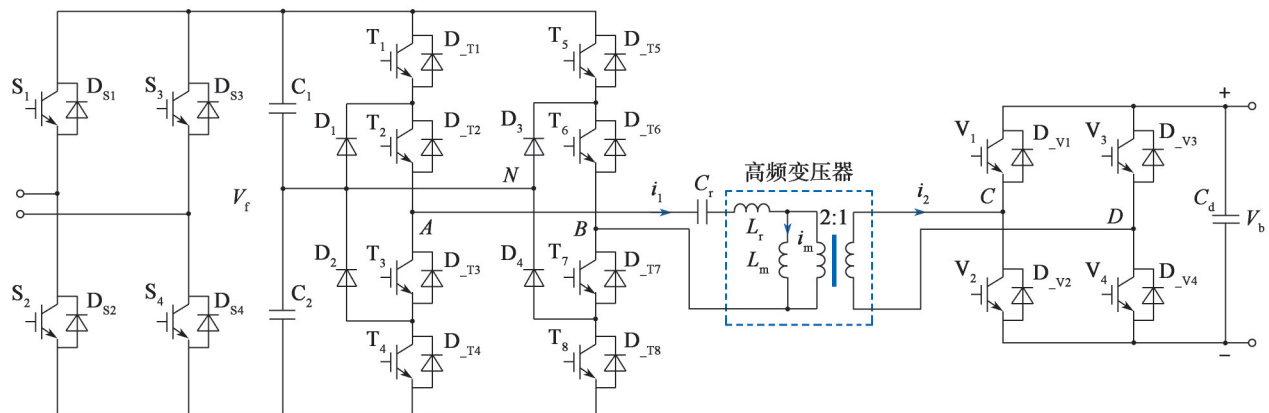 T1 D_T1 T5 D_T5
S1 DS1 S3 DS3 C1
D1 T2 D_T2 D3 T6 D_T6
V1 D_V1 V3 D_V3 +
高频变压器
Vf N i1 Cr i2 C Cd Vb
A B Lr 2:1 D
Lm im
D2 T3 D_T3 D4 T7 D_T7
V2 D_V2 V4 D_V4
S2 DS2 S4 DS4 C2
T4 D_T4 T8 D_T8 −